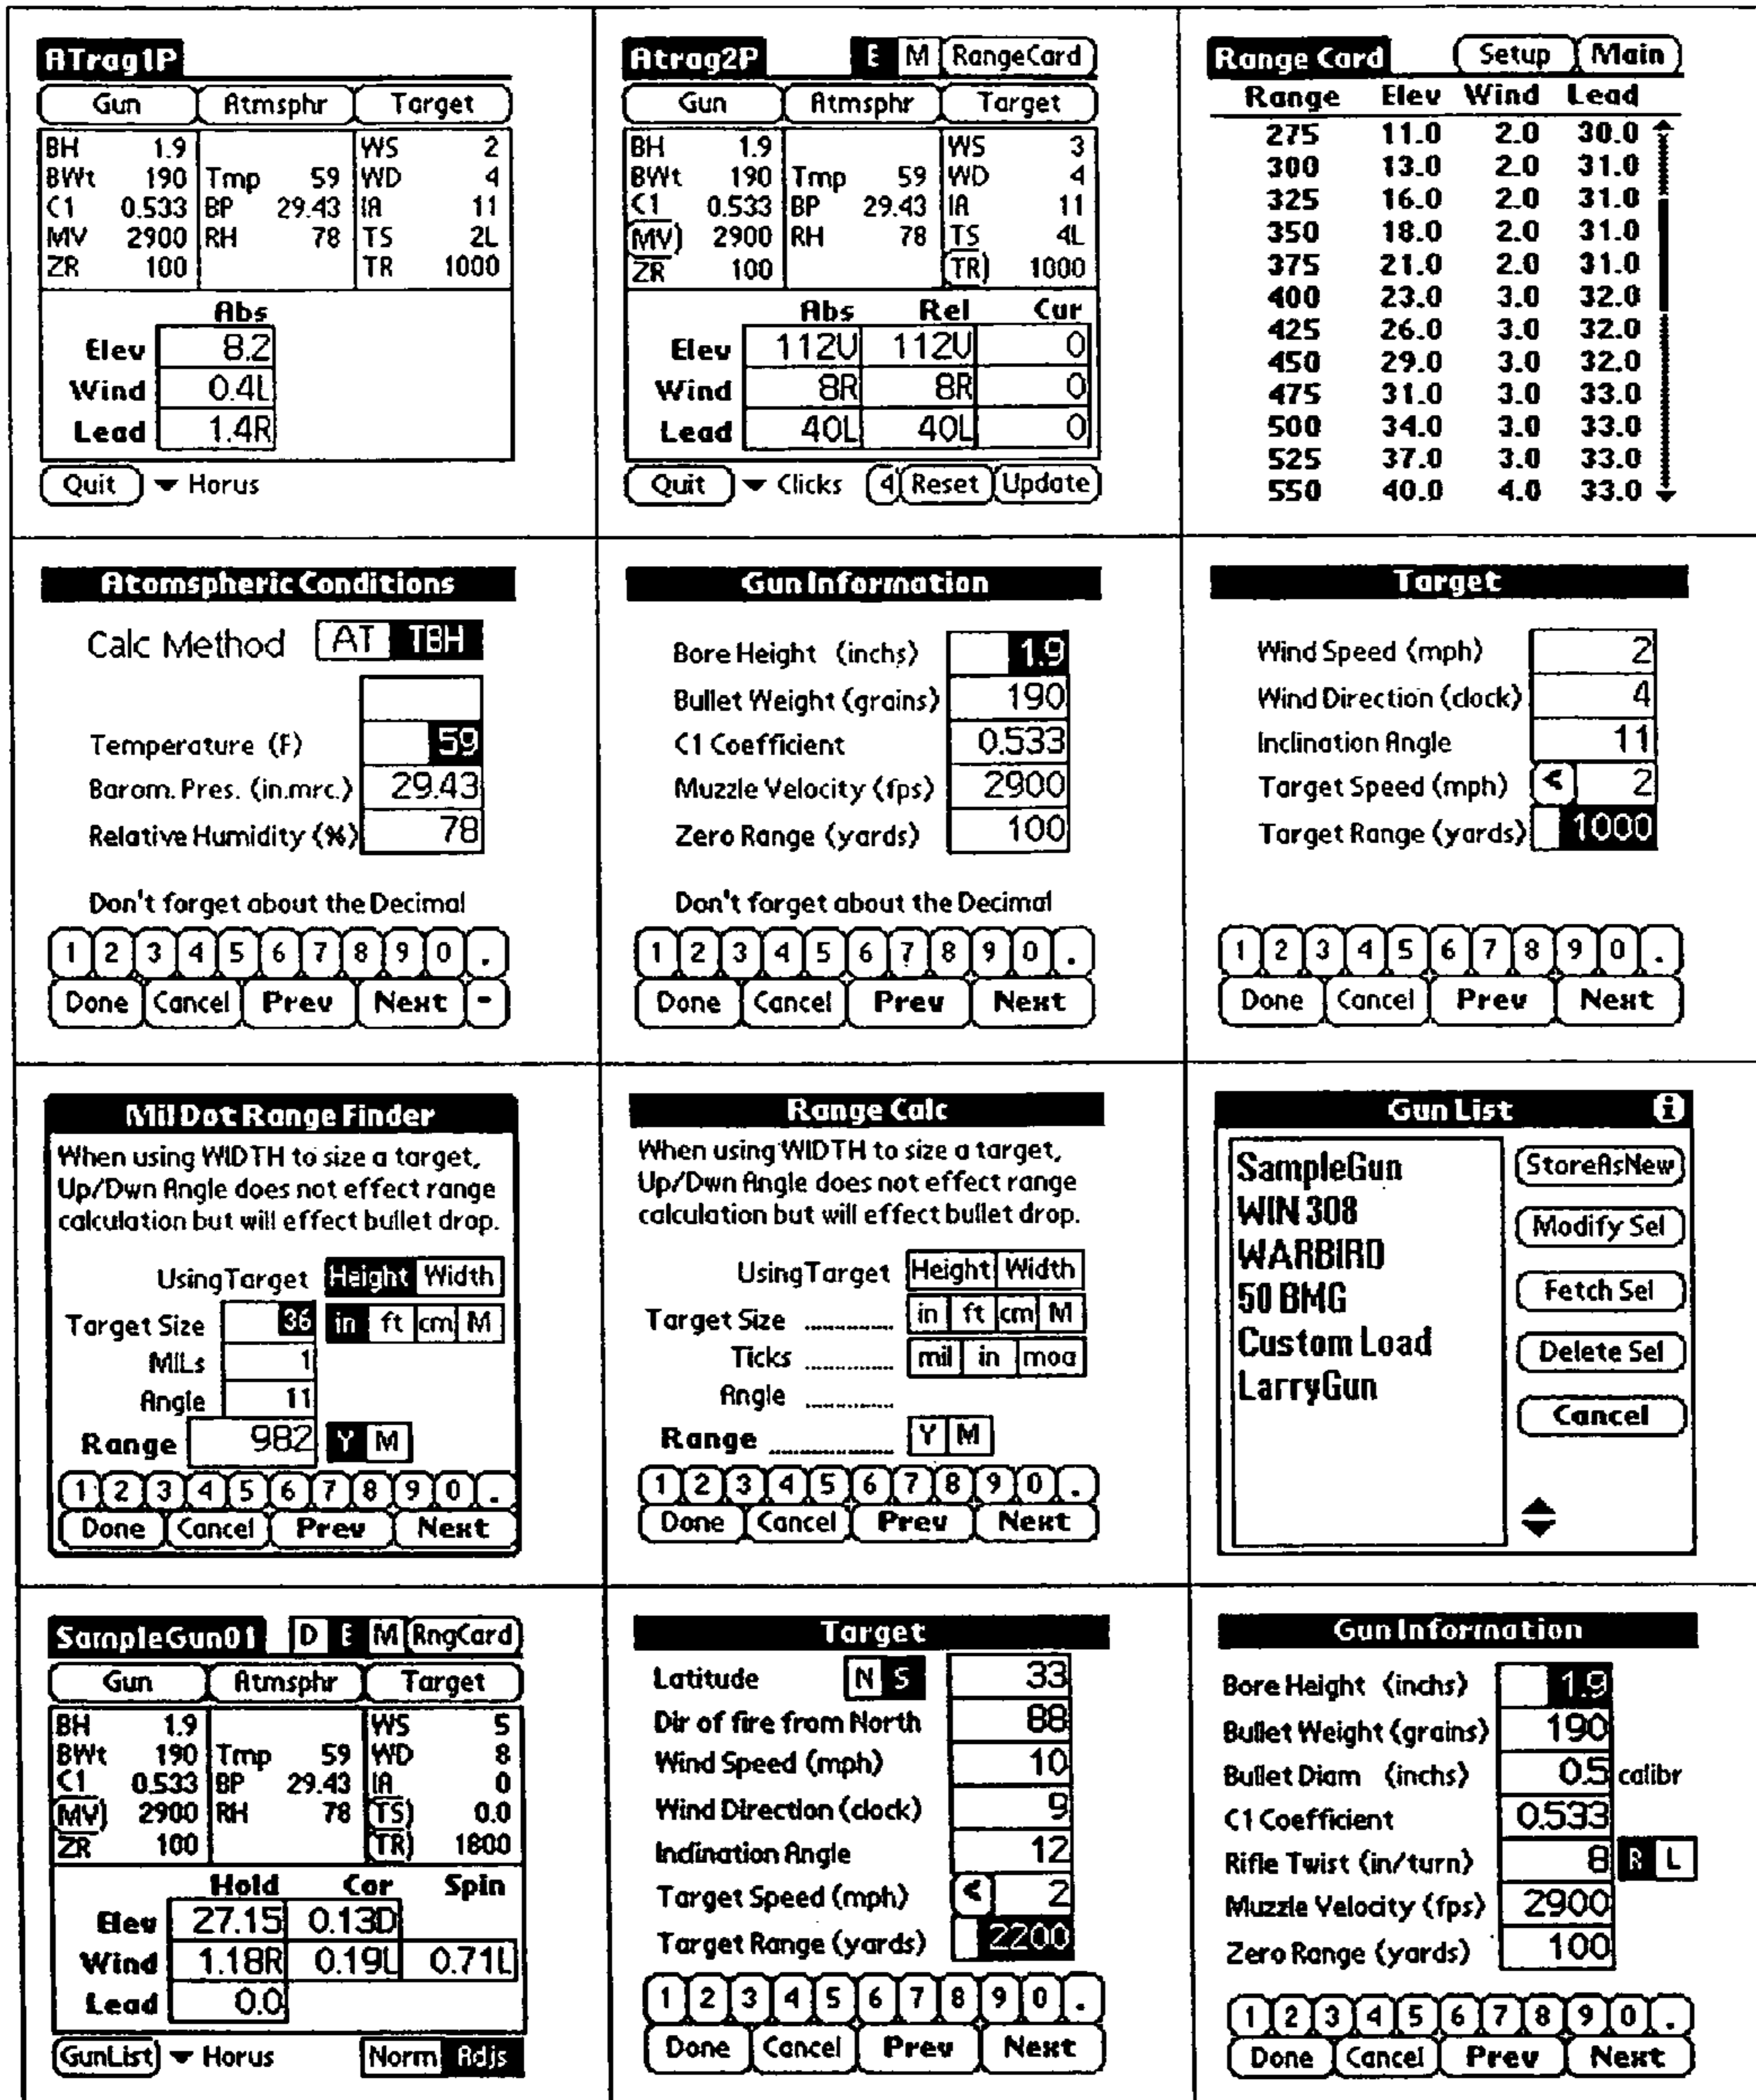 ATrag1P
Gun Atmsphr Target
BH 1.9 WS 2
BWt 190 Tmp 59 WD 4
C1 0.533 BP 29.43 IA 11
MV 2900 RH 78 TS 2L
ZR 100 TR 1000
Abs
Elev 8.2
Wind 0.4L
Lead 1.4R
Quit Horus
Atrag2P E M RangeCard
Gun Atmsphr Target
BH 1.9 WS 3
BWt 190 Tmp 59 WD 4
C1 0.533 BP 29.43 IA 11
MV 2900 RH 78 TS 4L
ZR 100 TR 1000
Abs Rel Cur
Elev 112U 112U 0
Wind 8R 8R 0
Lead 40L 40L 0
Quit Clicks 4 Reset Update
Range Card Setup Main
Range Elev Wind Lead
275 11.0 2.0 30.0
300 13.0 2.0 31.0
325 16.0 2.0 31.0
350 18.0 2.0 31.0
375 21.0 2.0 31.0
400 23.0 3.0 32.0
425 26.0 3.0 32.0
450 29.0 3.0 32.0
475 31.0 3.0 33.0
500 34.0 3.0 33.0
525 37.0 3.0 33.0
550 40.0 4.0 33.0
Atomspheric Conditions
Calc Method AT TBH
Temperature (F) 59
Barom. Pres. (in.mrc.) 29.43
Relative Humidity (%) 78
Don't forget about the Decimal
1 2 3 4 5 6 7 8 9 0 .
Done Cancel Prev Next -
Gun Information
Bore Height (inchs) 1.9
Bullet Weight (grains) 190
C1 Coefficient 0.533
Muzzle Velocity (fps) 2900
Zero Range (yards) 100
Don't forget about the Decimal
1 2 3 4 5 6 7 8 9 0 .
Done Cancel Prev Next
Target
Wind Speed (mph) 2
Wind Direction (clock) 4
Inclination Angle 11
Target Speed (mph) < 2
Target Range (yards) 1000
1 2 3 4 5 6 7 8 9 0 .
Done Cancel Prev Next
Mil Dot Range Finder
When using WIDTH to size a target,
Up/Dwn Angle does not effect range
calculation but will effect bullet drop.
Using Target Height Width
Target Size 36 in ft cm M
MILs 1
Angle 11
Range 982 Y M
1 2 3 4 5 6 7 8 9 0 .
Done Cancel Prev Next
Range Calc
When using WIDTH to size a target,
Up/Dwn Angle does not effect range
calculation but will effect bullet drop.
Using Target Height Width
Target Size .............. in ft cm M
Ticks .............. mil in moa
Angle ..............
Range .................... Y M
1 2 3 4 5 6 7 8 9 0 .
Done Cancel Prev Next
Gun List i
SampleGun StoreAsNew
WIN 308 Modify Sel
WARBIRD
50 BMG Fetch Sel
Custom Load Delete Sel
LarryGun
Cancel
SampleGun01 D E M RngCard
Gun Atmsphr Target
BH 1.9 WS 5
BWt 190 Tmp 59 WD 8
C1 0.533 BP 29.43 IA 0
MV 2900 RH 78 TS 0.0
ZR 100 TR 1800
Hold Cor Spin
Elev 27.15 0.13D
Wind 1.18R 0.19L 0.71L
Lead 0.0
GunList Horus Norm Adjs
Target
Latitude N S 33
Dir of fire from North 88
Wind Speed (mph) 10
Wind Direction (clock) 9
Inclination Angle 12
Target Speed (mph) < 2
Target Range (yards) 2200
1 2 3 4 5 6 7 8 9 0 .
Done Cancel Prev Next
Gun Information
Bore Height (inchs) 1.9
Bullet Weight (grains) 190
Bullet Diam (inchs) 0.5 calibr
C1 Coefficient 0.533
Rifle Twist (in/turn) 8 R L
Muzzle Velocity (fps) 2900
Zero Range (yards) 100
1 2 3 4 5 6 7 8 9 0 .
Done Cancel Prev Next